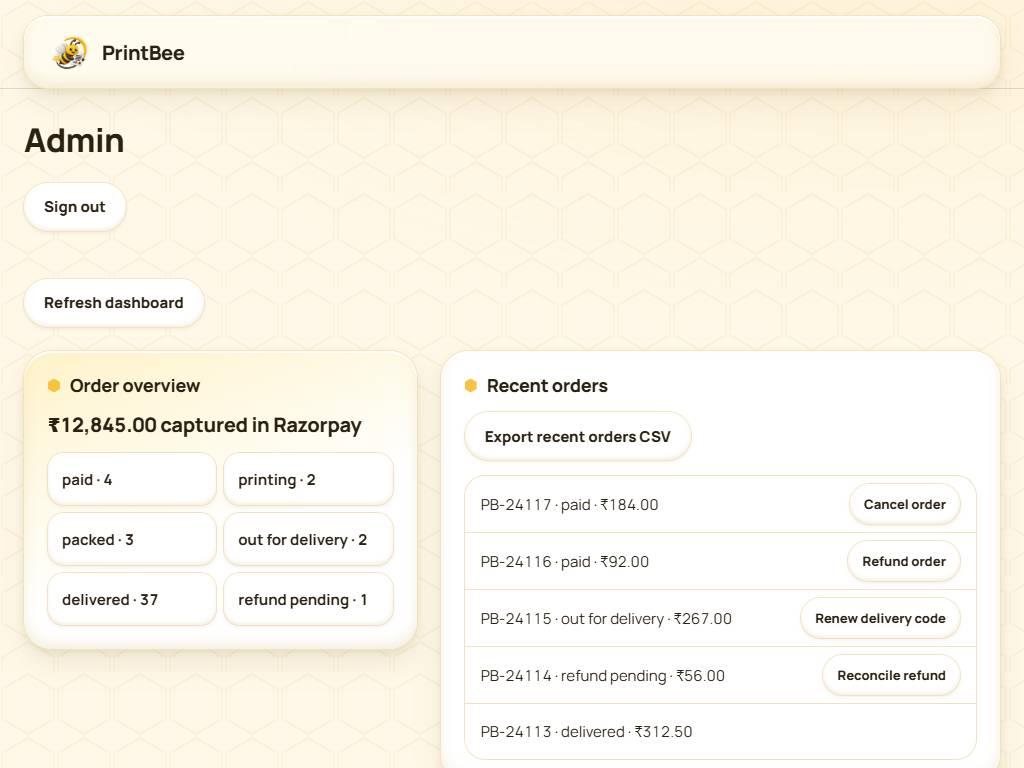 PrintBee
Admin
Sign out
Refresh dashboard
Order overview
₹12,845.00 captured in Razorpay
paid · 4
printing · 2
packed · 3
out for delivery · 2
delivered · 37
refund pending · 1
Recent orders
Export recent orders CSV
PB-24117 · paid · ₹184.00
Cancel order
PB-24116 · paid · ₹92.00
Refund order
PB-24115 · out for delivery · ₹267.00
Renew delivery code
PB-24114 · refund pending · ₹56.00
Reconcile refund
PB-24113 · delivered · ₹312.50